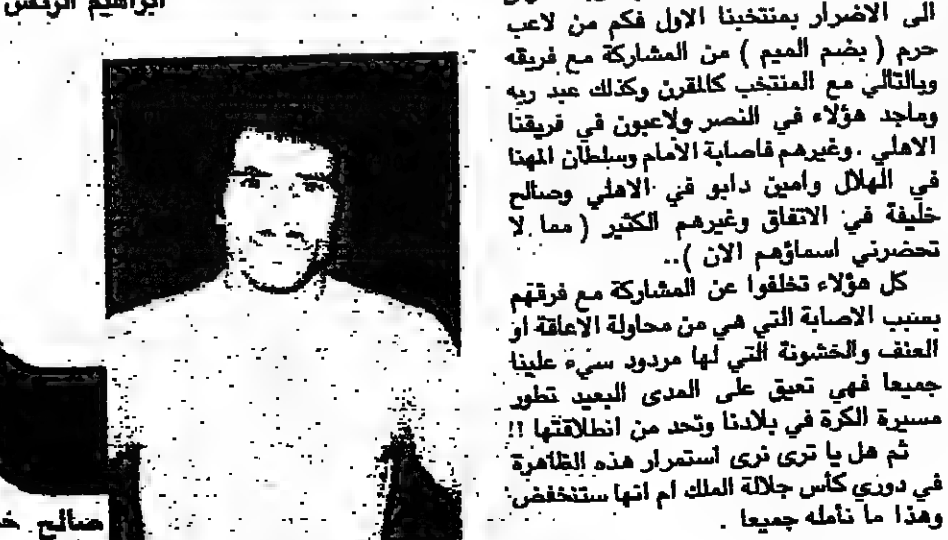 ابراهيم
الى الاضرار بمنتخبنا الاول فكم من لاعب
حرم ( بضم الميم ) من المشاركة مع فريقه
وبالتالي مع المنتخب كالمقرن وكذلك عبد ربه
وماجد هؤلاء في النصر ولاعبون في فريقنا
الاهلي . وغيرهم فاصابة الامام وسلطان المهنا
في الهلال وامين دابو في الاهلي وصالح
خليفة في الاتفاق وغيرهم الكثير ( مما لا
تحضرني اسماؤهم الان ) ..
كل هؤلاء تخلفوا عن المشاركة مع فرقهم
بسبب الاصابة التي هي من محاولة الاعاقة او
العنف والخشونة التي لها مردود سيء علينا
جميعا فهي تعيق على المدى البعيد تطور
مسيرة الكرة في بلادنا وتحد من انطلاقتها !!
ثم هل يا ترى نرى استمرار هذه الظاهرة
في دوري كأس جلالة الملك ام انها ستنخفض
وهذا ما نأمله جميعا .
صالح